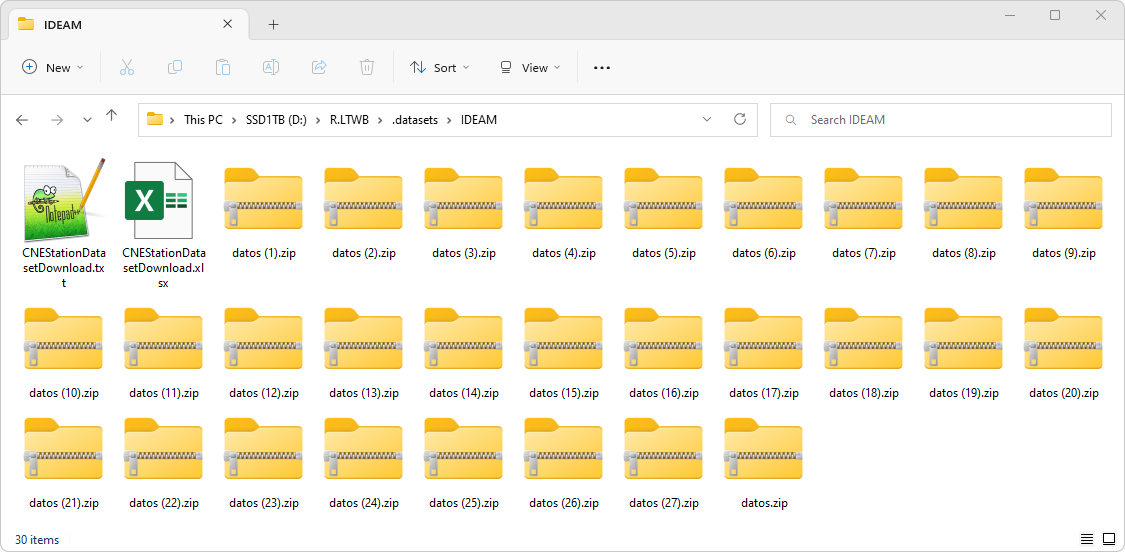 IDEAM
New
Sort
View
This PC > SSD1TB (D:) > R.LTWB > .datasets > IDEAM
Search IDEAM
Notepad++
X
CNEStationDatasetDownload.txt
CNEStationDatasetDownload.xlsx
datos (1).zip
datos (2).zip
datos (3).zip
datos (4).zip
datos (5).zip
datos (6).zip
datos (7).zip
datos (8).zip
datos (9).zip
datos (10).zip
datos (11).zip
datos (12).zip
datos (13).zip
datos (14).zip
datos (15).zip
datos (16).zip
datos (17).zip
datos (18).zip
datos (19).zip
datos (20).zip
datos (21).zip
datos (22).zip
datos (23).zip
datos (24).zip
datos (25).zip
datos (26).zip
datos (27).zip
datos.zip
30 items